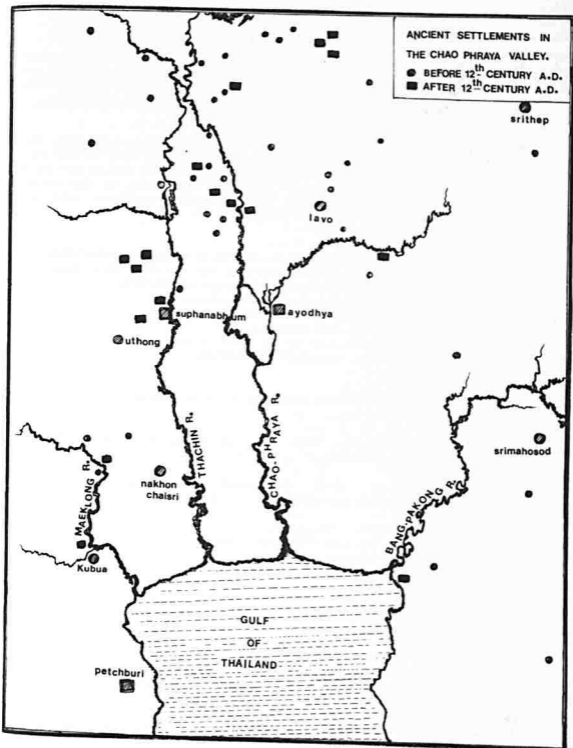 ANCIENT SETTLEMENTS IN
THE CHAO PHRAYA VALLEY.
BEFORE 12th CENTURY A.D.
AFTER 12th CENTURY A.D.
srithep
lavo
suphanabhum
ayodhya
uthong
THACHIN R.
CHAO-PHRAYA R.
srimahosod
nakhon
chaisri
MAEKLONG R.
BANG-PAKONG R.
Kubua
GULF
OF
THAILAND
petchburi